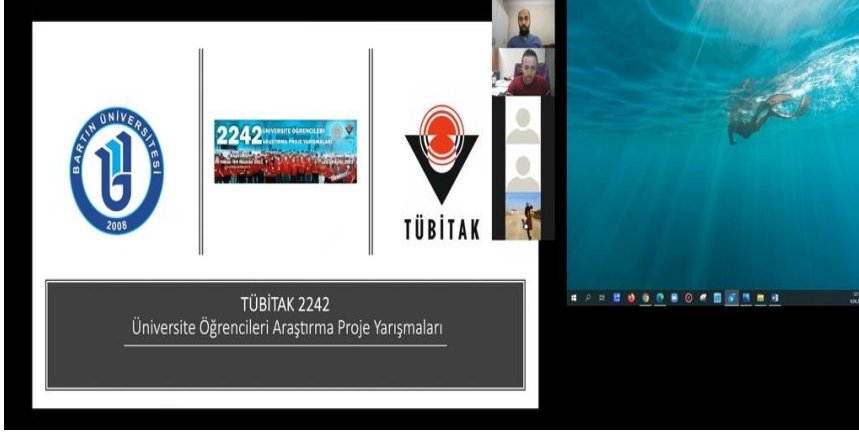 BARTIN ÜNİVERSİTESİ
2008
2242 ÜNİVERSİTE ÖĞRENCİLERİ
ARAŞTIRMA PROJE YARIŞMALARI
TÜBİTAK
TÜBİTAK 2242
Üniversite Öğrencileri Araştırma Proje Yarışmaları